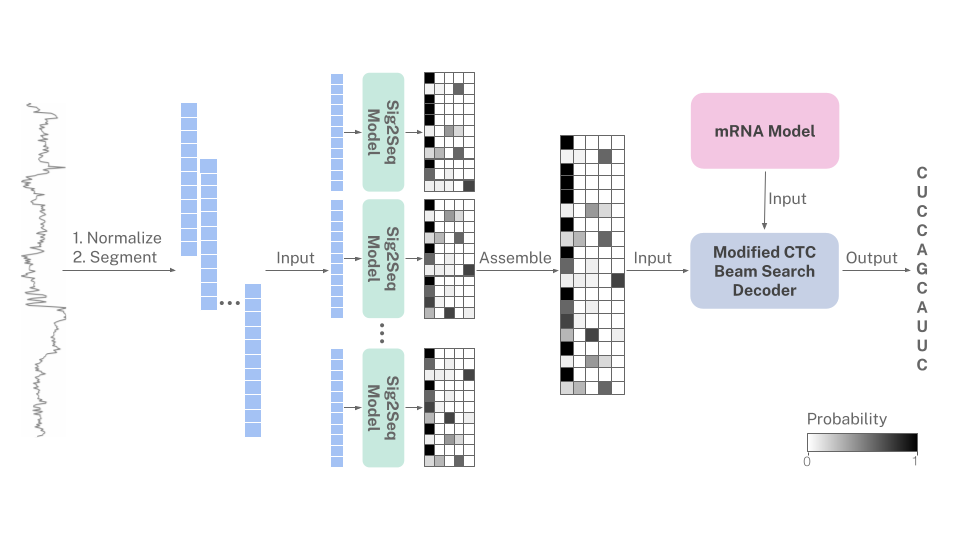 1. Normalize
2. Segment
Input
Sig2Seq
Model
Sig2Seq
Model
Sig2Seq
Model
Assemble
Input
mRNA Model
Input
Modified CTC
Beam Search
Decoder
Output
C
U
C
C
A
G
C
A
U
U
C
Probability
0
1